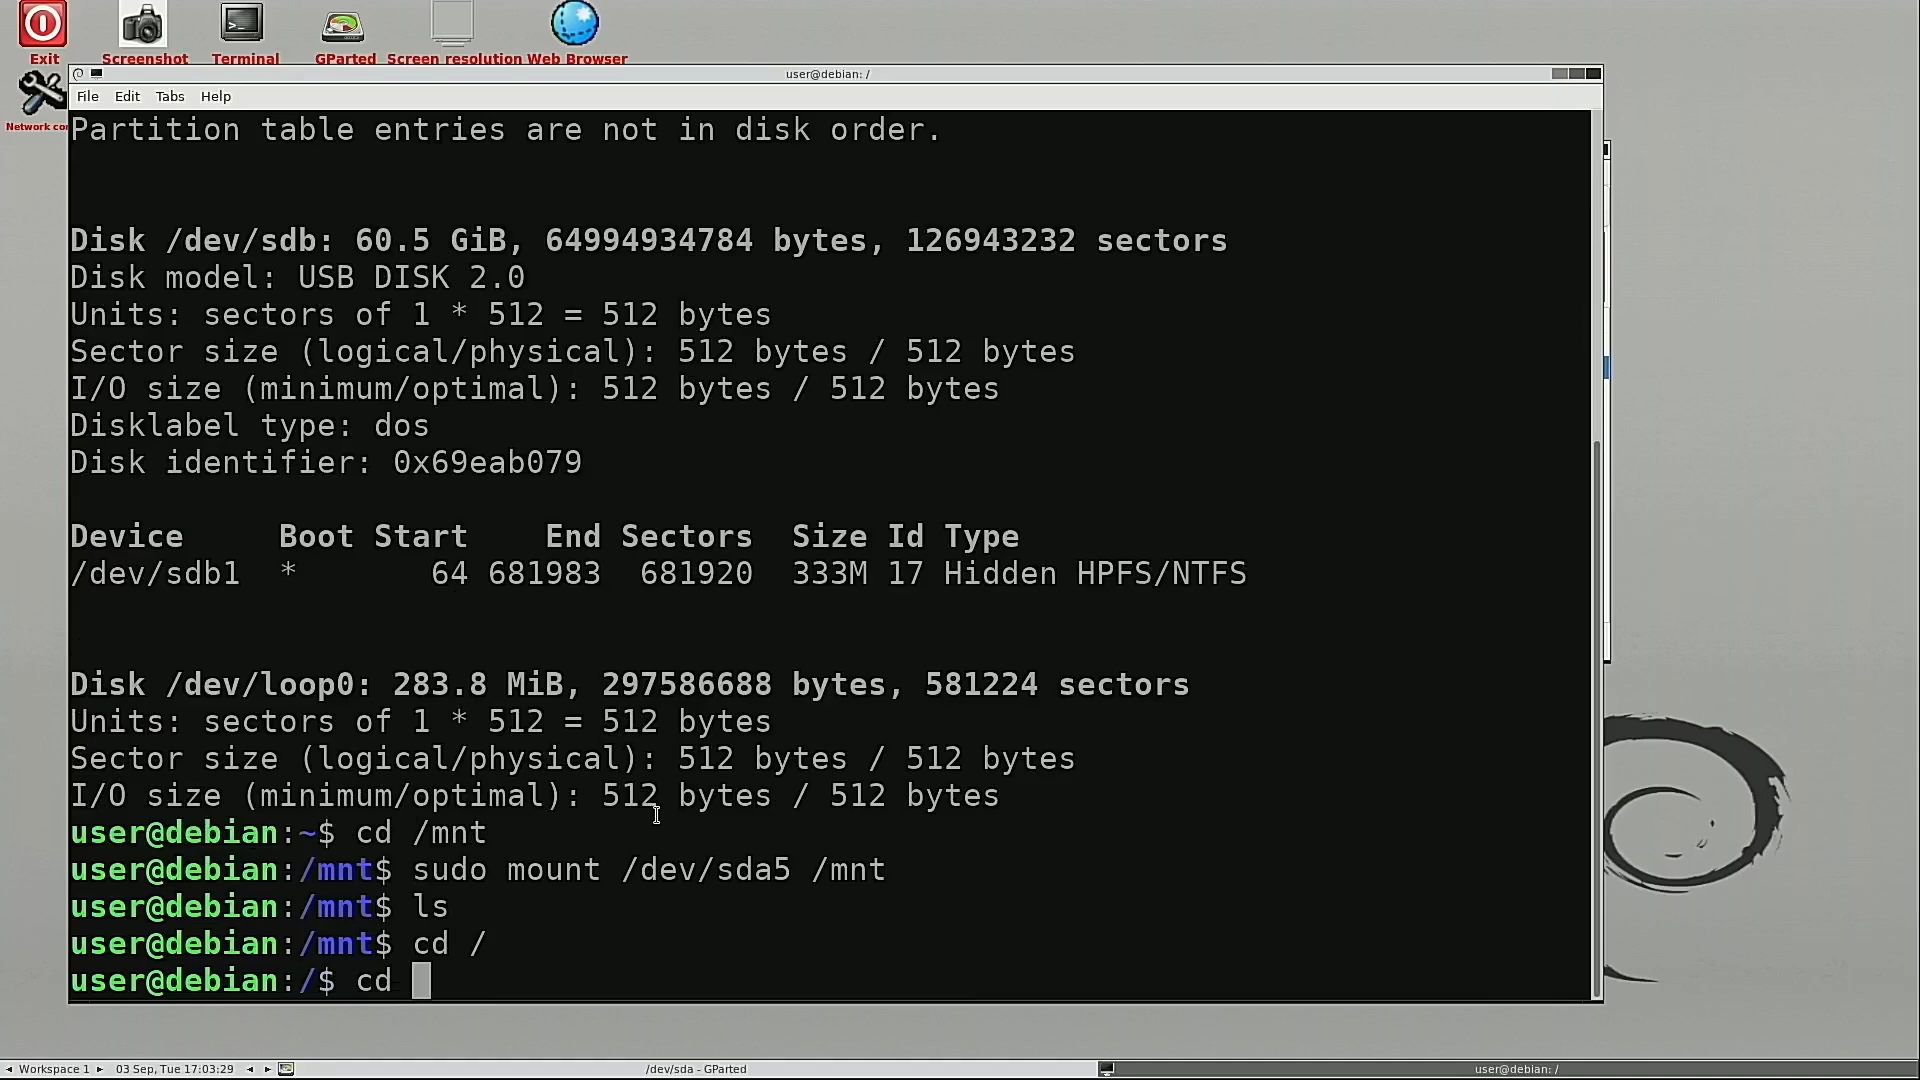 Exit
Screenshot
Terminal
GParted
Screen resolution
Web Browser
user@debian: /
File Edit Tabs Help
Partition table entries are not in disk order.
Disk /dev/sdb: 60.5 GiB, 64994934784 bytes, 126943232 sectors
Disk model: USB DISK 2.0
Units: sectors of 1 * 512 = 512 bytes
Sector size (logical/physical): 512 bytes / 512 bytes
I/O size (minimum/optimal): 512 bytes / 512 bytes
Disklabel type: dos
Disk identifier: 0x69eab079
Device     Boot Start    End Sectors  Size Id Type
/dev/sdb1  *       64 681983  681920  333M 17 Hidden HPFS/NTFS
Disk /dev/loop0: 283.8 MiB, 297586688 bytes, 581224 sectors
Units: sectors of 1 * 512 = 512 bytes
Sector size (logical/physical): 512 bytes / 512 bytes
I/O size (minimum/optimal): 512 bytes / 512 bytes
user@debian:~$ cd /mnt
user@debian:/mnt$ sudo mount /dev/sda5 /mnt
user@debian:/mnt$ ls
user@debian:/mnt$ cd /
user@debian:/$ cd
Network con
Workspace 1
03 Sep, Tue 17:03:29
/dev/sda - GParted
user@debian: /